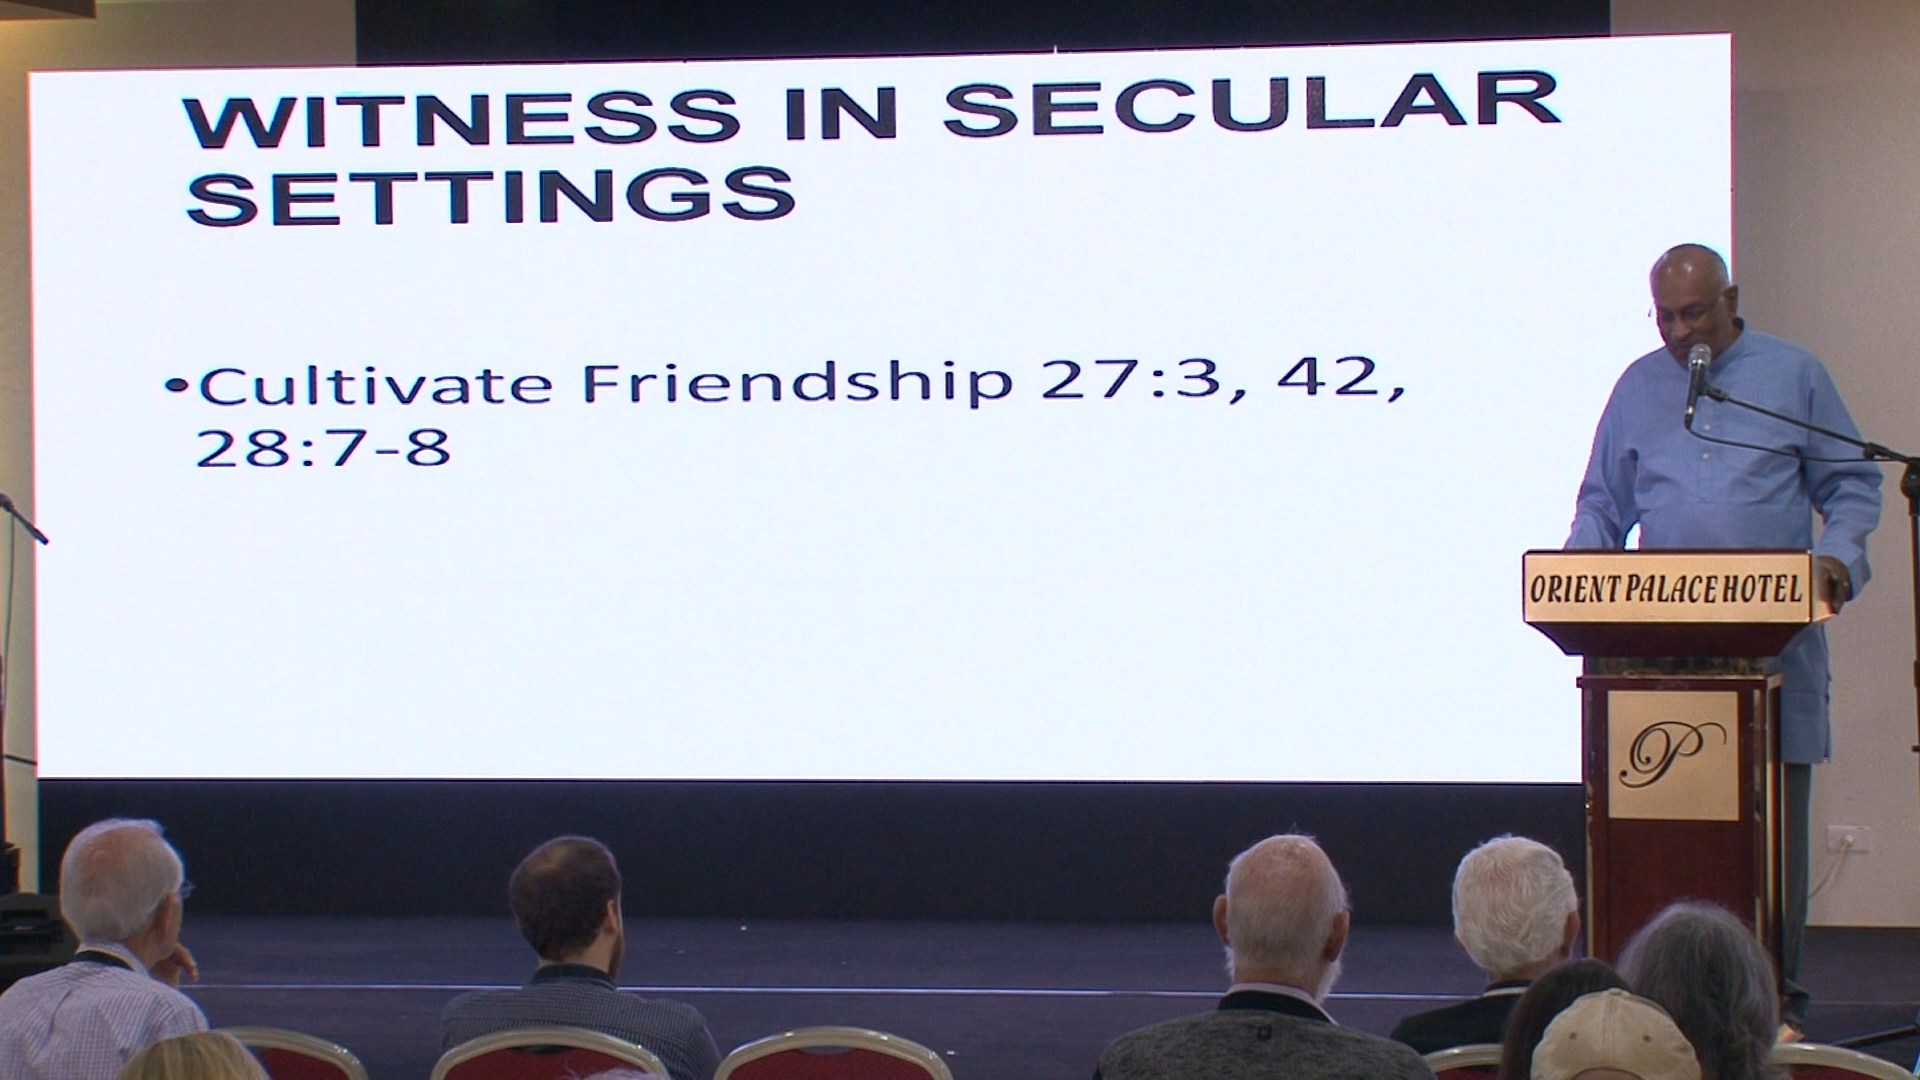 WITNESS IN SECULAR
SETTINGS
•Cultivate Friendship 27:3, 42,
28:7-8
ORIENT PALACE HOTEL
P